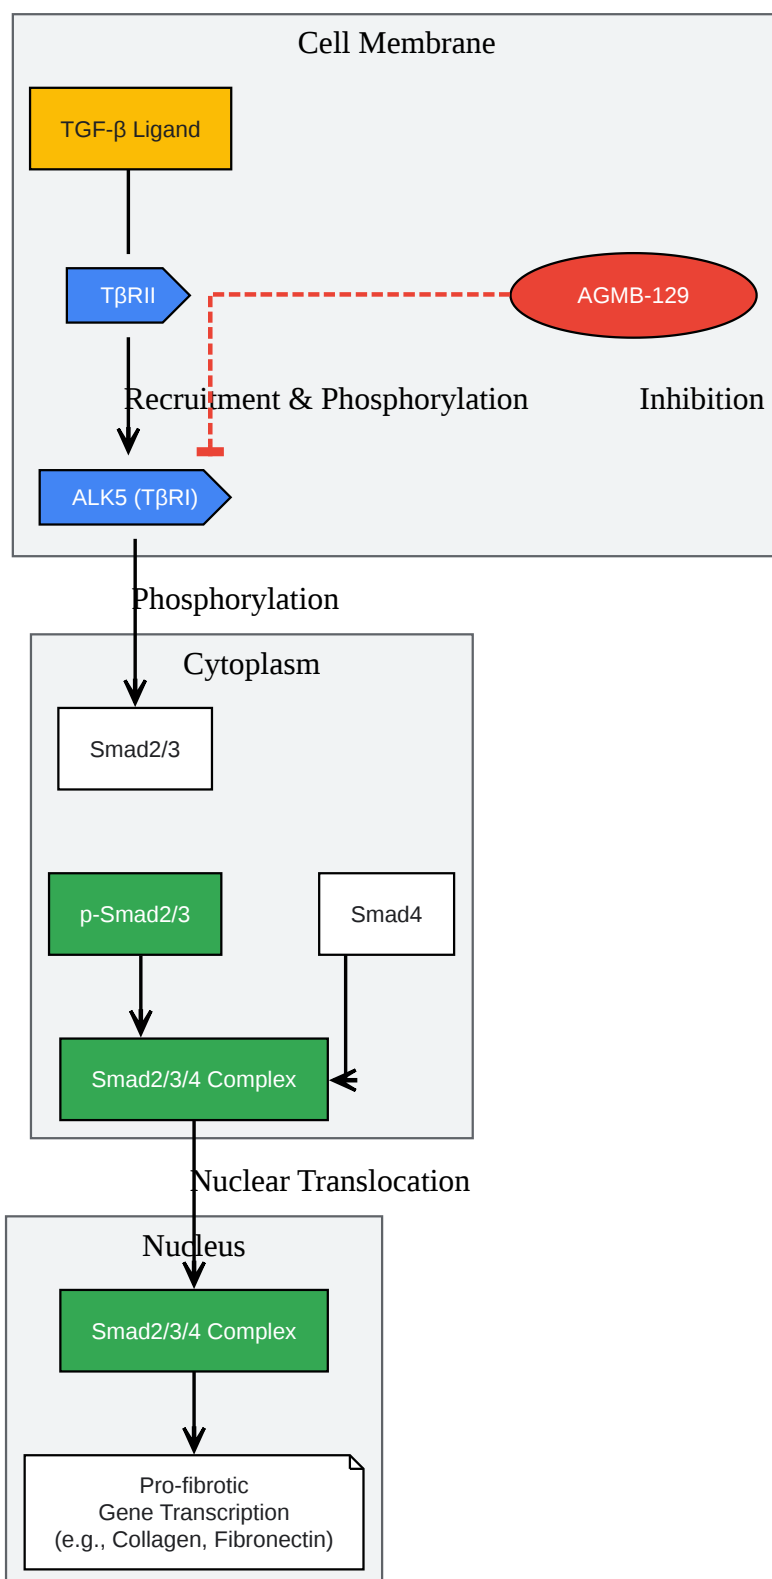 Cell Membrane
TGF-β Ligand
TβRII
AGMB-129
Recruitment & Phosphorylation
Inhibition
ALK5 (TβRI)
Phosphorylation
Cytoplasm
Smad2/3
p-Smad2/3
Smad4
Smad2/3/4 Complex
Nuclear Translocation
Nucleus
Smad2/3/4 Complex
Pro-fibrotic
Gene Transcription
(e.g., Collagen, Fibronectin)